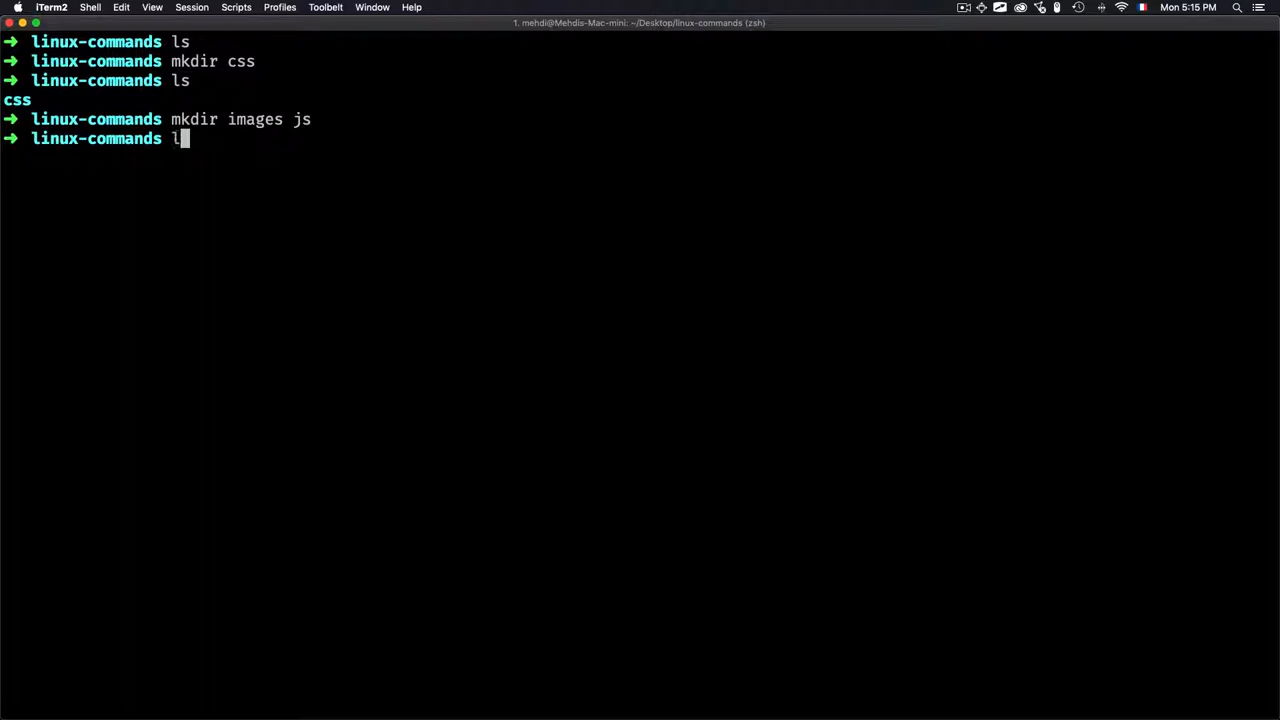 iTerm2 Shell Edit View Session Scripts Profiles Toolbelt Window Help Mon 5:15 PM
1. mehdi@Mehdis-Mac-mini: ~/Desktop/linux-commands (zsh)
➜ linux-commands ls
➜ linux-commands mkdir css
➜ linux-commands ls
css
➜ linux-commands mkdir images js
➜ linux-commands l